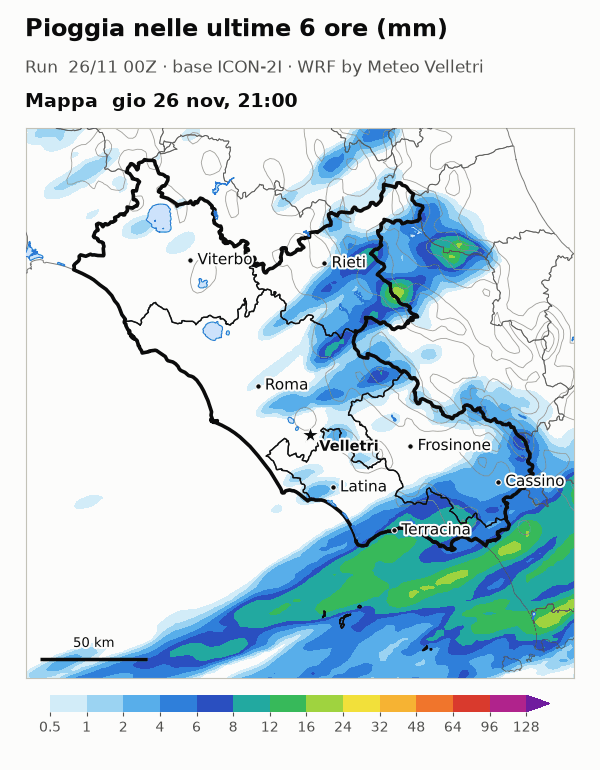 Pioggia nelle ultime 6 ore (mm)
Run  26/11 00Z · base ICON-2I · WRF by Meteo Velletri
Mappa  gio 26 nov, 21:00
Viterbo
Rieti
Roma
Velletri
Frosinone
Latina
Cassino
Terracina
50 km
0.5 1 2 4 6 8 12 16 24 32 48 64 96 128